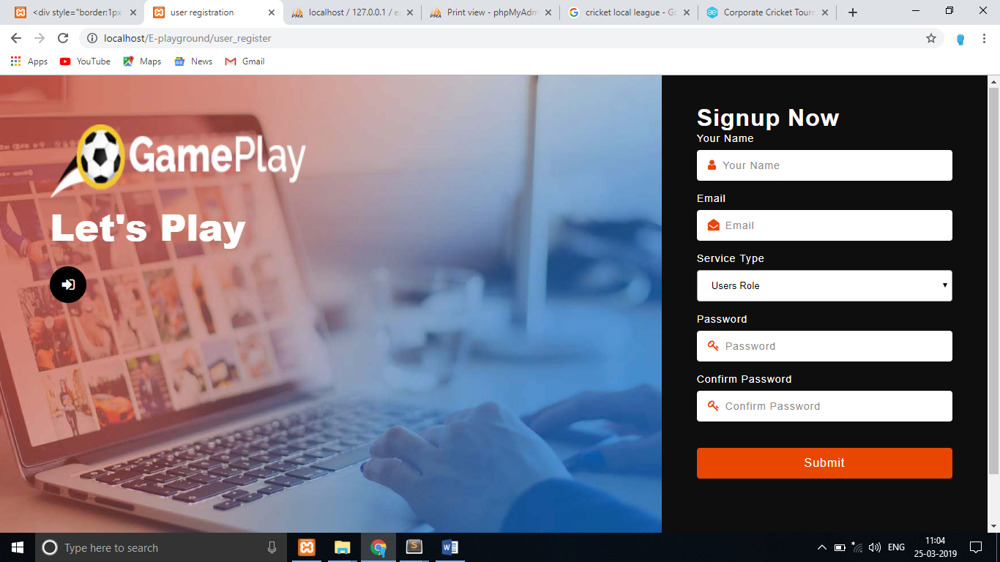 <div style="border:1px
user registration
localhost / 127.0.0.1 / e
Print view - phpMyAdm
cricket local league - Go
Corporate Cricket Tourn
localhost/E-playground/user_register
Apps
YouTube
Maps
News
Gmail
GamePlay
Let's Play
Signup Now
Your Name
Your Name
Email
Email
Service Type
Users Role
Password
Password
Confirm Password
Confirm Password
Submit
Type here to search
ENG
11:04
25-03-2019